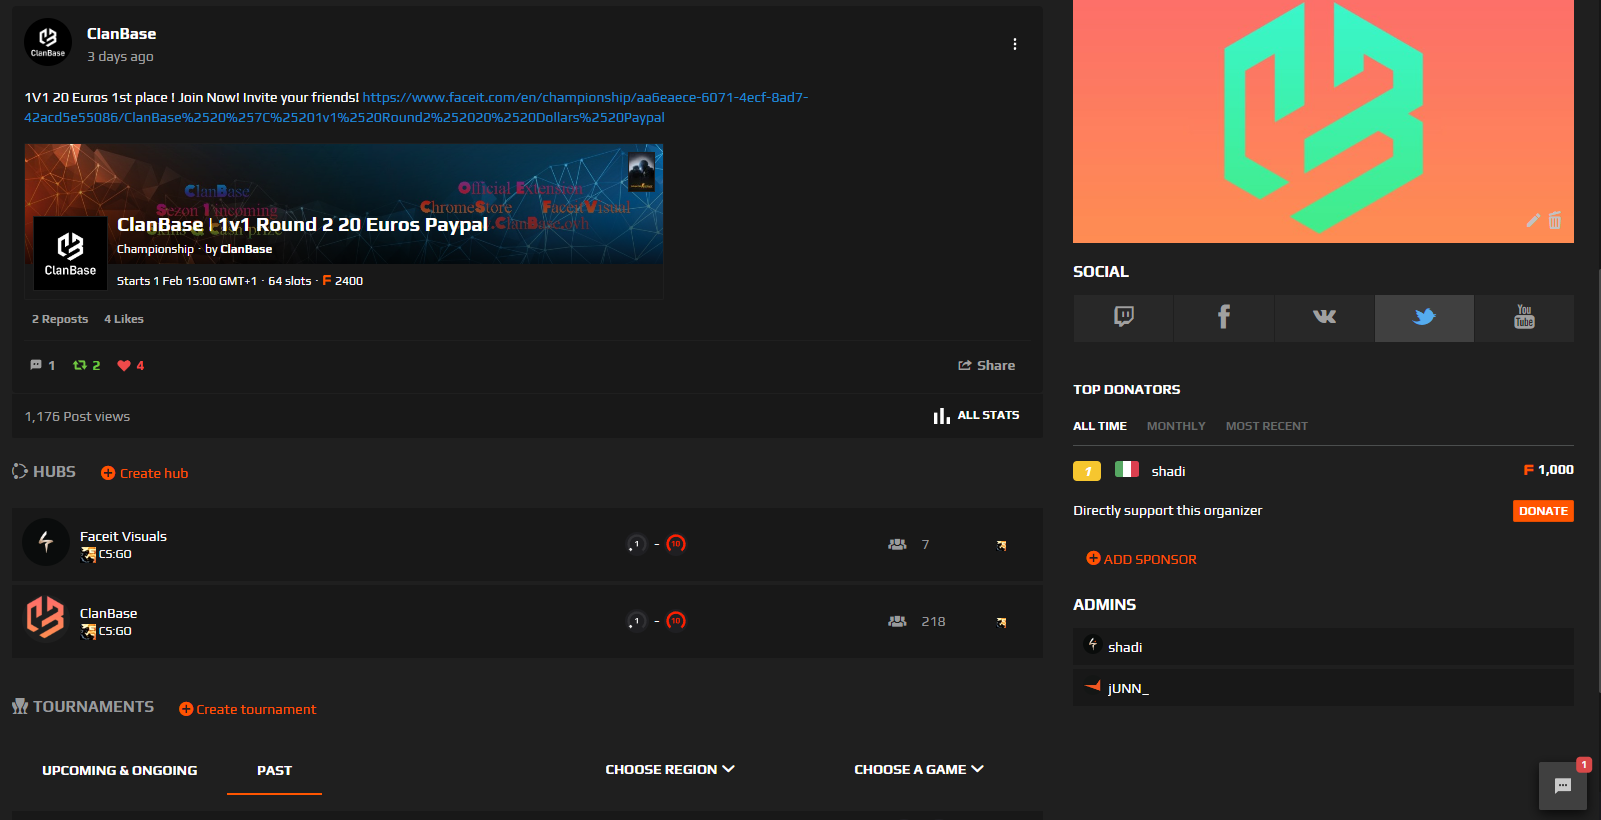 ClanBase
ClanBase
3 days ago
1V1 20 Euros 1st place ! Join Now! Invite your friends! https://www.faceit.com/en/championship/aa6eaece-6071-4ecf-8ad7-
42acd5e55086/ClanBase%2520%257C%25201v1%2520Round2%252020%2520Dollars%2520Paypal
ClanBase
Sezon 1 incoming
Official Extension
ChromeStore FaceitVisual
.ClanBase.ovh
ClanBase | 1v1 Round 2 20 Euros Paypal
Championship · by ClanBase
ClanBase
Starts 1 Feb 15:00 GMT+1 · 64 slots · F 2400
2 Reposts 4 Likes
1 2 4 Share
1,176 Post views ALL STATS
HUBS Create hub
Faceit Visuals
CS:GO
1 - 10 7
ClanBase
CS:GO
1 - 10 218
TOURNAMENTS Create tournament
UPCOMING & ONGOING PAST CHOOSE REGION CHOOSE A GAME
SOCIAL
You
Tube
TOP DONATORS
ALL TIME MONTHLY MOST RECENT
1 shadi F 1,000
Directly support this organizer DONATE
ADD SPONSOR
ADMINS
shadi
jUNN_
1